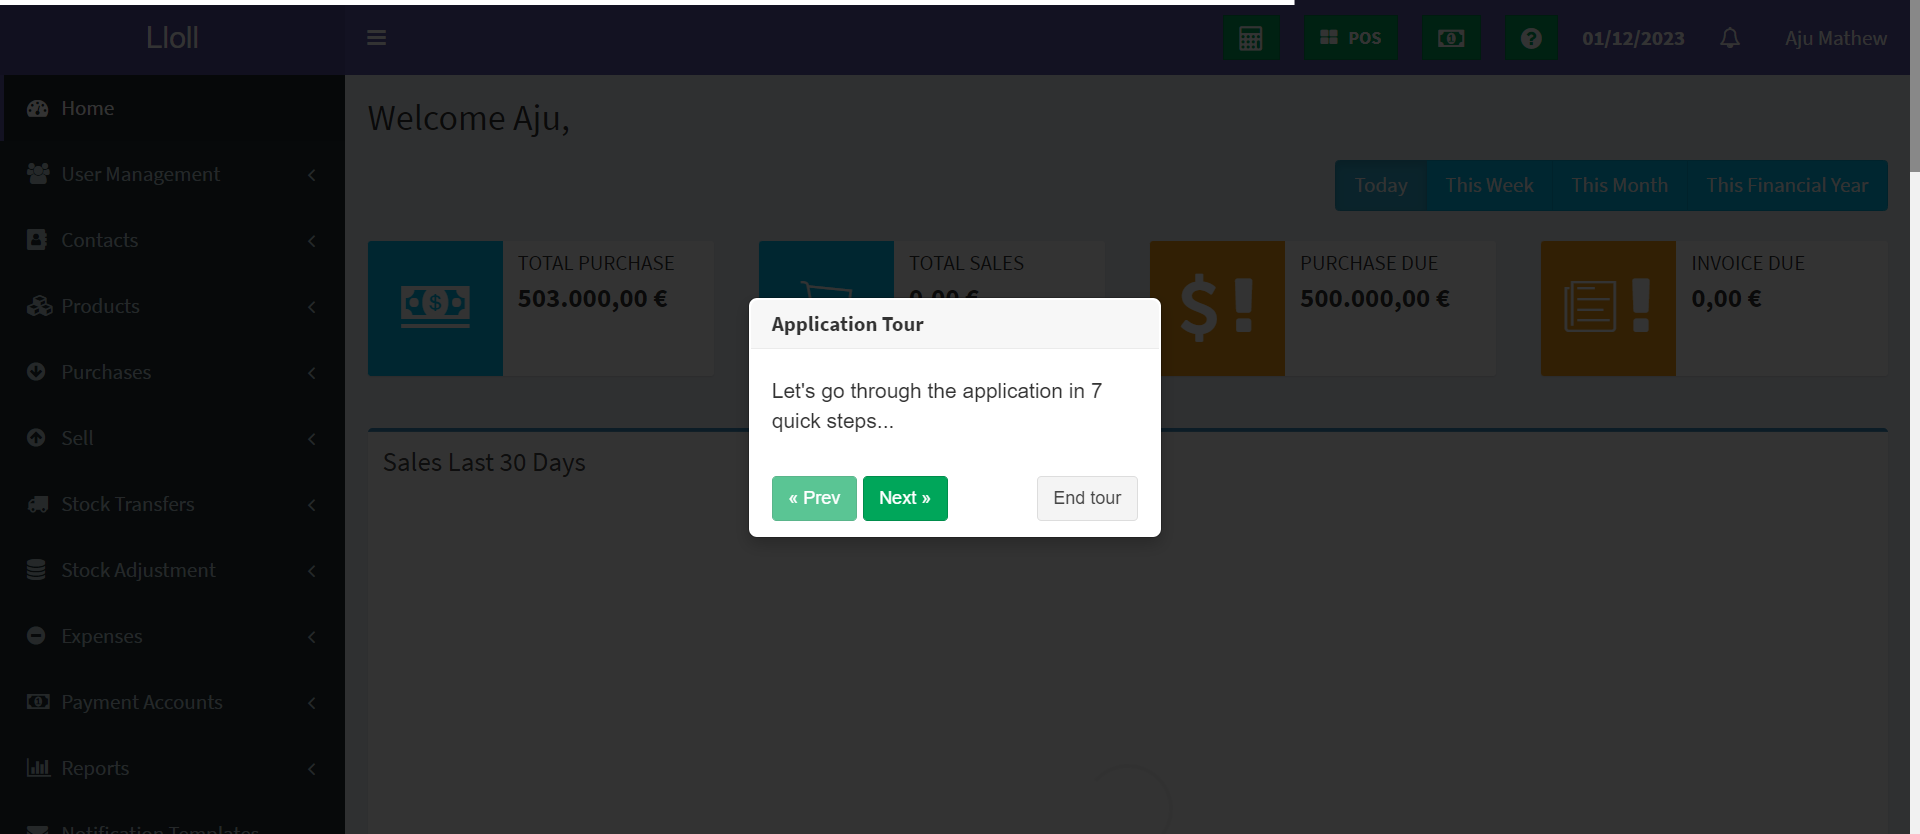 Lloll
POS
01/12/2023
Aju Mathew
Home
User Management
Contacts
Products
Purchases
Sell
Stock Transfers
Stock Adjustment
Expenses
Payment Accounts
Reports
Notification Templates
Welcome Aju,
Today
This Week
This Month
This Financial Year
TOTAL PURCHASE
503.000,00 €
TOTAL SALES
0,00 €
PURCHASE DUE
500.000,00 €
INVOICE DUE
0,00 €
Sales Last 30 Days
Application Tour
Let's go through the application in 7
quick steps...
« Prev
Next »
End tour